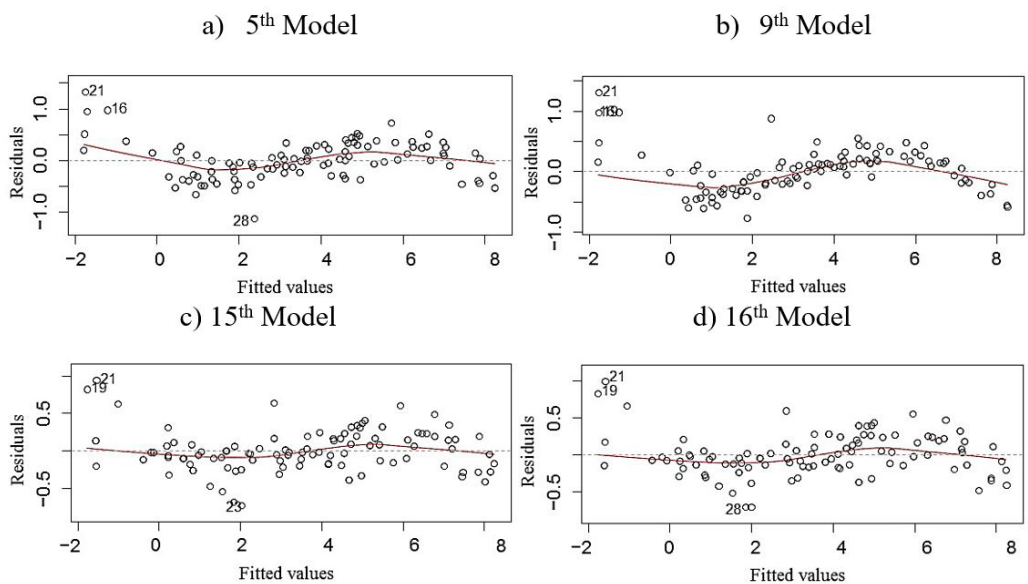 a) 5th Model
b) 9th Model
21
16
28
1.0
0.0
−1.0
Residuals
−2 0 2 4 6 8
Fitted values
21
19
1.0
0.0
−1.0
Residuals
−2 0 2 4 6 8
Fitted values
c) 15th Model
d) 16th Model
21
19
23
0.5
−0.5
Residuals
−2 0 2 4 6 8
Fitted values
21
19
28
0.5
−0.5
Residuals
−2 0 2 4 6 8
Fitted values